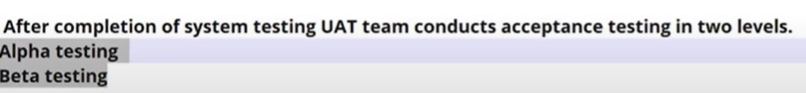 After completion of system testing UAT team conducts acceptance testing in two levels.
Alpha testing
Beta testing